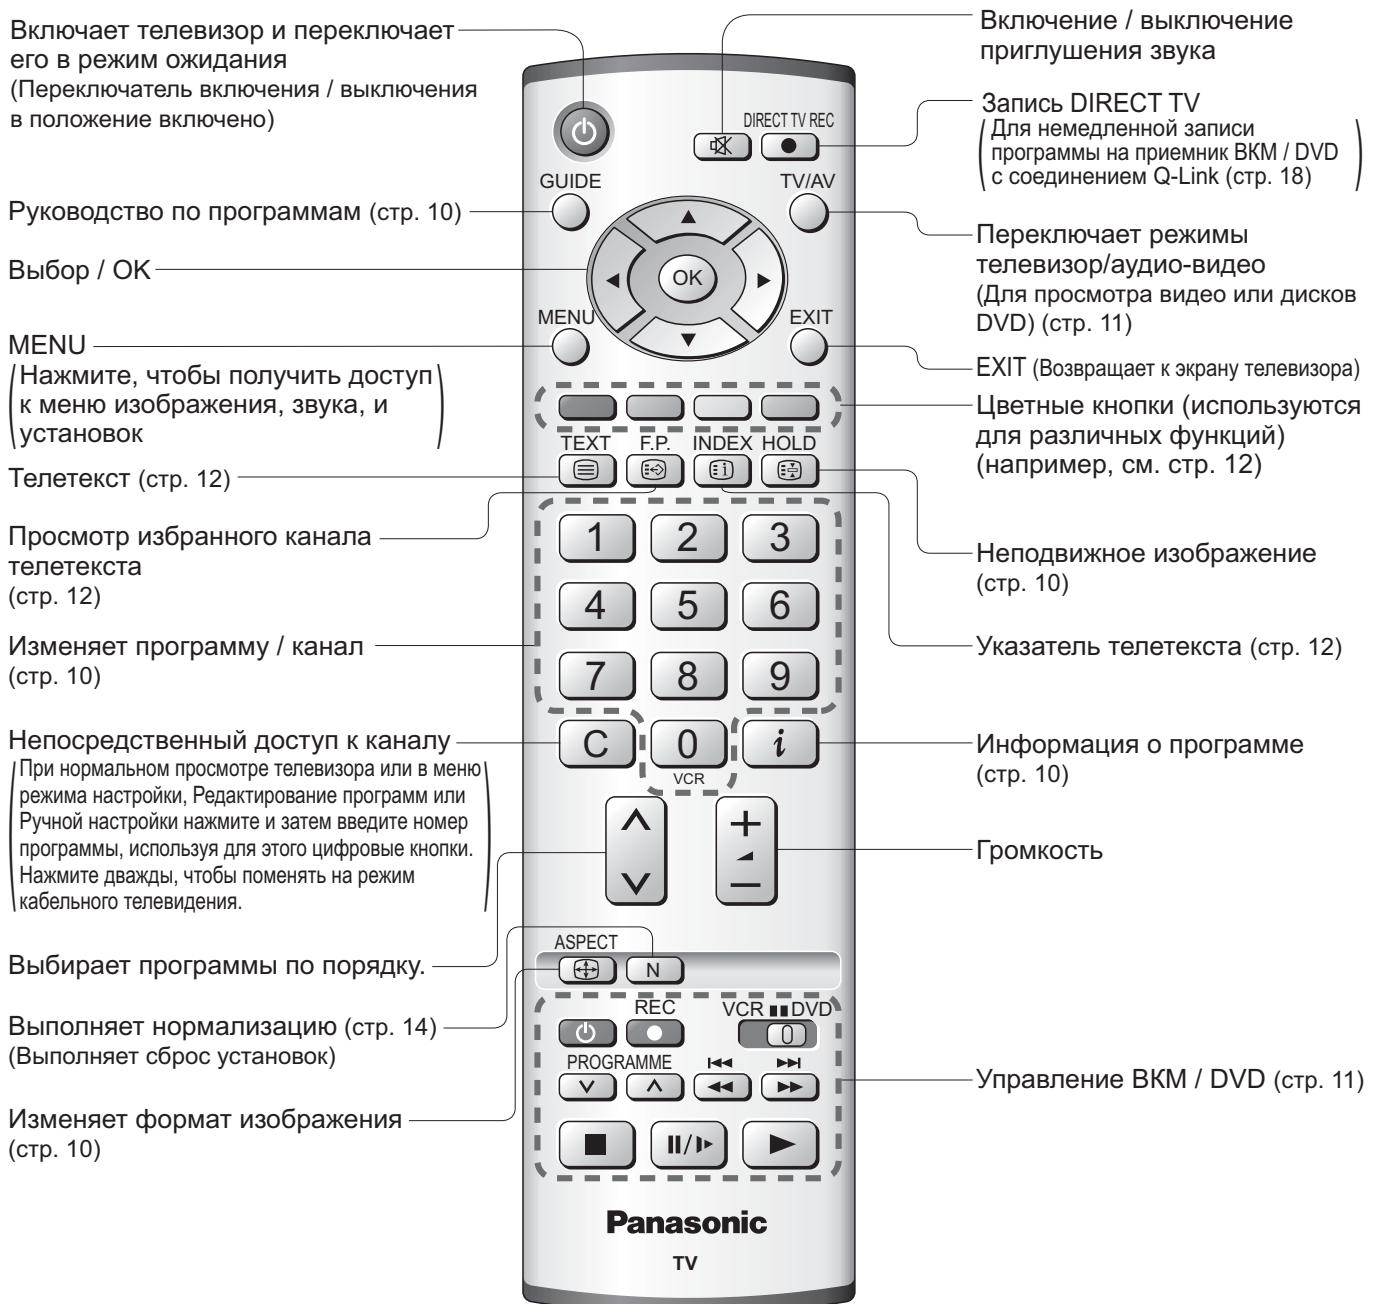 Включает телевизор и переключает
его в режим ожидания
(Переключатель включения / выключения
в положение включено)
Руководство по программам (стр. 10)
Выбор / OK
MENU
Нажмите, чтобы получить доступ
к меню изображения, звука, и
установок
Телетекст (стр. 12)
Просмотр избранного канала
телетекста
(стр. 12)
Изменяет программу / канал
(стр. 10)
Непосредственный доступ к каналу
При нормальном просмотре телевизора или в меню
режима настройки, Редактирование программ или
Ручной настройки нажмите и затем введите номер
программы, используя для этого цифровые кнопки.
Нажмите дважды, чтобы поменять на режим
кабельного телевидения.
Выбирает программы по порядку.
Выполняет нормализацию (стр. 14)
(Выполняет сброс установок)
Изменяет формат изображения
(стр. 10)
DIRECT TV REC
GUIDE TV/AV
OK
MENU EXIT
TEXT F.P. INDEX HOLD
1 2 3
4 5 6
7 8 9
C 0 i
VCR
ASPECT
N
REC VCR DVD
PROGRAMME
Panasonic
TV
Включение / выключение
приглушения звука
Запись DIRECT TV
(Для немедленной записи
программы на приемник ВКМ / DVD
с соединением Q-Link (стр. 18))
Переключает режимы
телевизор/аудио-видео
(Для просмотра видео или дисков
DVD) (стр. 11)
EXIT (Возвращает к экрану телевизора)
Цветные кнопки (используются
для различных функций)
(например, см. стр. 12)
Неподвижное изображение
(стр. 10)
Указатель телетекста (стр. 12)
Информация о программе
(стр. 10)
Громкость
Управление ВКМ / DVD (стр. 11)